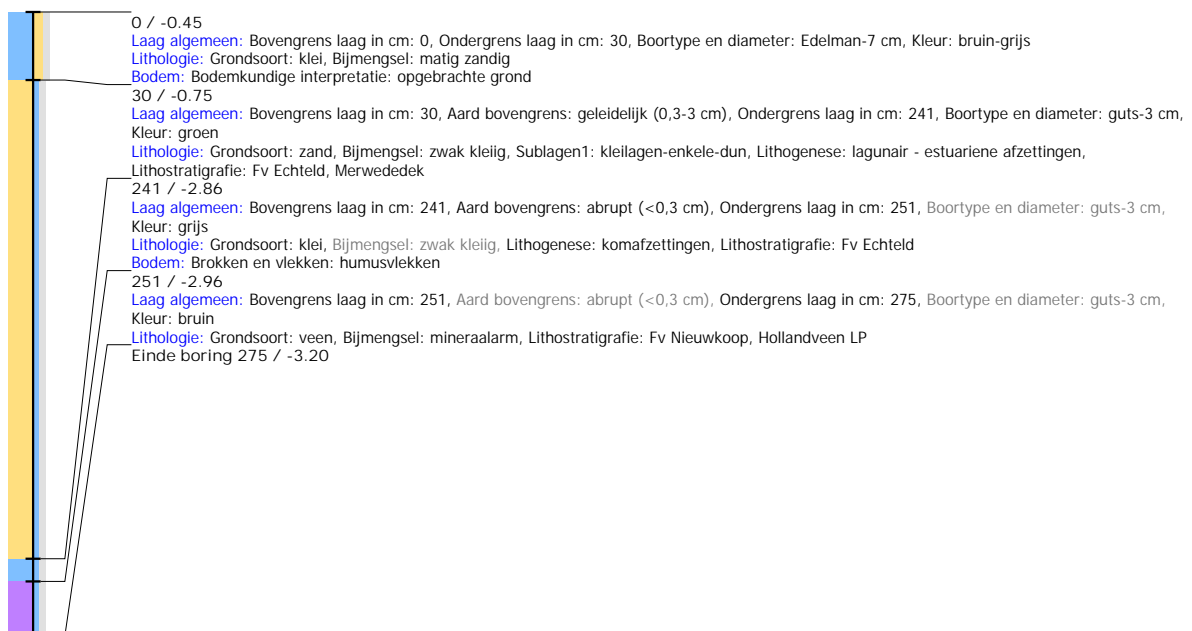 0 / -0.45
Laag algemeen: Bovengrens laag in cm: 0, Ondergrens laag in cm: 30, Boortype en diameter: Edelman-7 cm, Kleur: bruin-grijs
Lithologie: Grondsoort: klei, Bijmengsel: matig zandig
Bodem: Bodemkundige interpretatie: opgebrachte grond
30 / -0.75
Laag algemeen: Bovengrens laag in cm: 30, Aard bovengrens: geleidelijk (0,3-3 cm), Ondergrens laag in cm: 241, Boortype en diameter: guts-3 cm,
Kleur: groen
Lithologie: Grondsoort: zand, Bijmengsel: zwak kleiig, Sublagen1: kleilagen-enkele-dun, Lithogenese: lagunair - estuariene afzettingen,
Lithostratigrafie: Fv Echteld, Merwededek
241 / -2.86
Laag algemeen: Bovengrens laag in cm: 241, Aard bovengrens: abrupt (<0,3 cm), Ondergrens laag in cm: 251, Boortype en diameter: guts-3 cm,
Kleur: grijs
Lithologie: Grondsoort: klei, Bijmengsel: zwak kleiig, Lithogenese: komafzettingen, Lithostratigrafie: Fv Echteld
Bodem: Brokken en vlekken: humusvlekken
251 / -2.96
Laag algemeen: Bovengrens laag in cm: 251, Aard bovengrens: abrupt (<0,3 cm), Ondergrens laag in cm: 275, Boortype en diameter: guts-3 cm,
Kleur: bruin
Lithologie: Grondsoort: veen, Bijmengsel: mineraalarm, Lithostratigrafie: Fv Nieuwkoop, Hollandveen LP
Einde boring 275 / -3.20